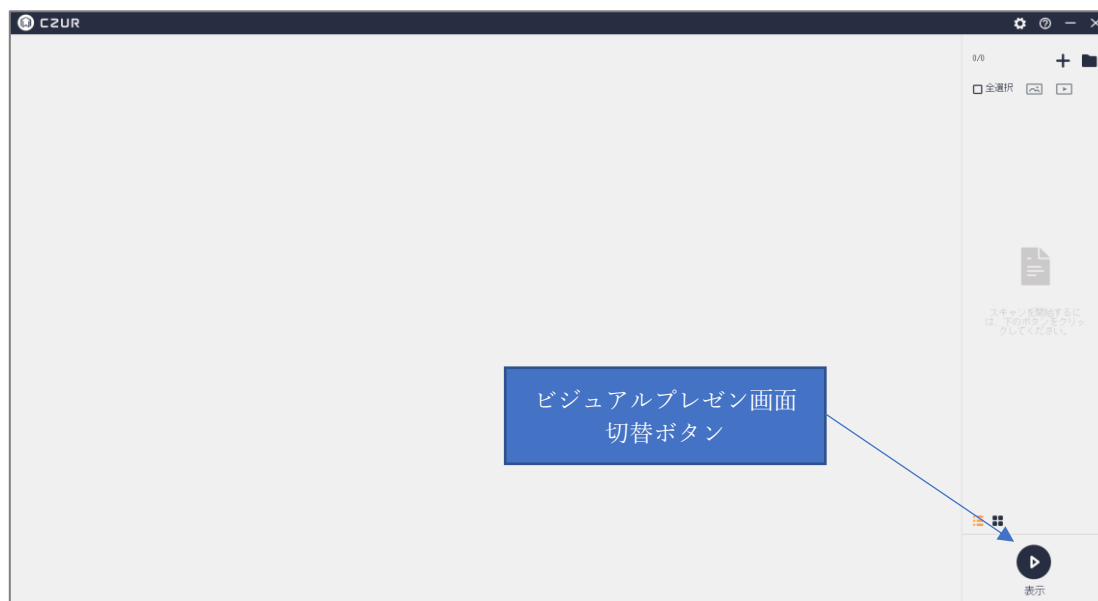 CZUR
0/0
全選択
スキャンを開始するに
は、下のボタンをクリッ
クしてください。
ビジュアルプレゼン画面
切替ボタン
表示